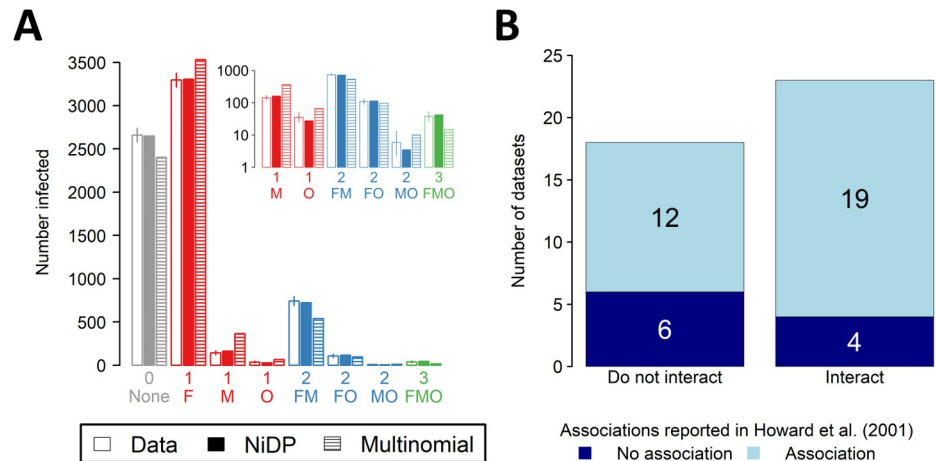 A
Number infected
3500
3000
2500
2000
1500
1000
500
0
0 1 1 1 2 2 2 3
None F M O FM FO MO FMO
1000
100
10
1
1 1 2 2 2 3
M O FM FO MO FMO
Data NiDP Multinomial
B
Number of datasets
25
20
15
10
5
0
12
6
19
4
Do not interact Interact
Associations reported in Howard et al. (2001)
No association Association